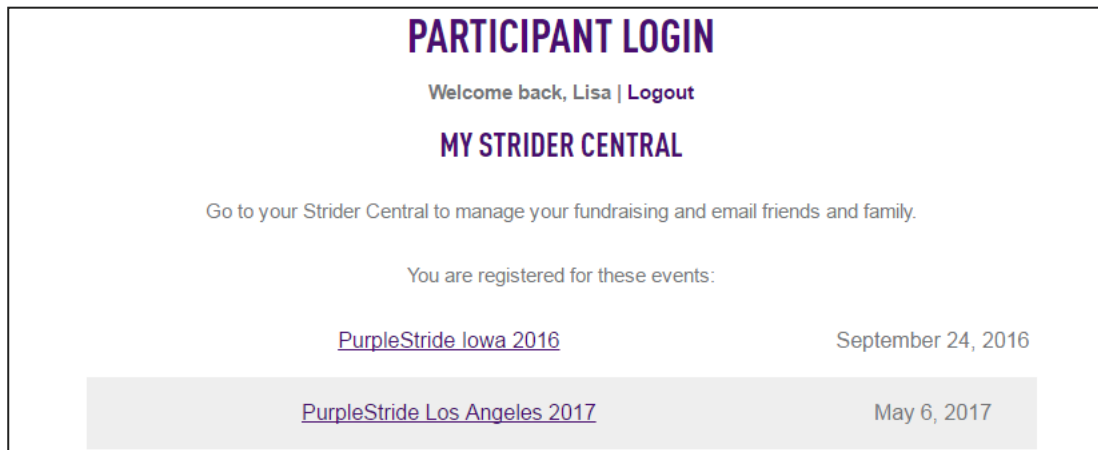 PARTICIPANT LOGIN
Welcome back, Lisa | Logout
MY STRIDER CENTRAL
Go to your Strider Central to manage your fundraising and email friends and family.
You are registered for these events:
PurpleStride Iowa 2016 September 24, 2016
PurpleStride Los Angeles 2017 May 6, 2017